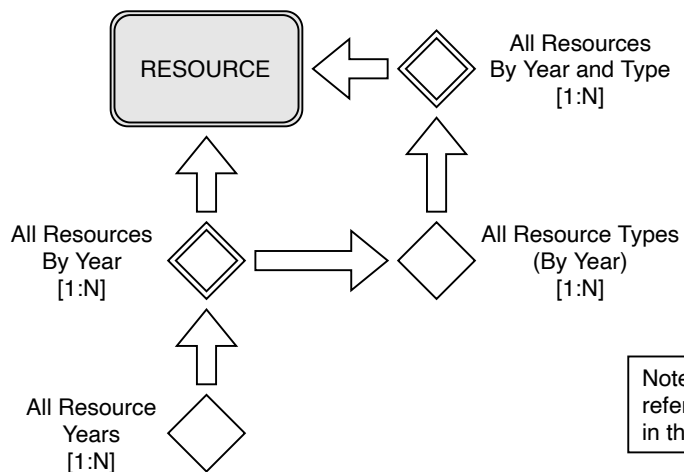 RESOURCE
All Resources
By Year and Type
[1:N]
All Resources
By Year
[1:N]
All Resource Types
(By Year)
[1:N]
All Resource
Years
[1:N]
Note
refer
in th